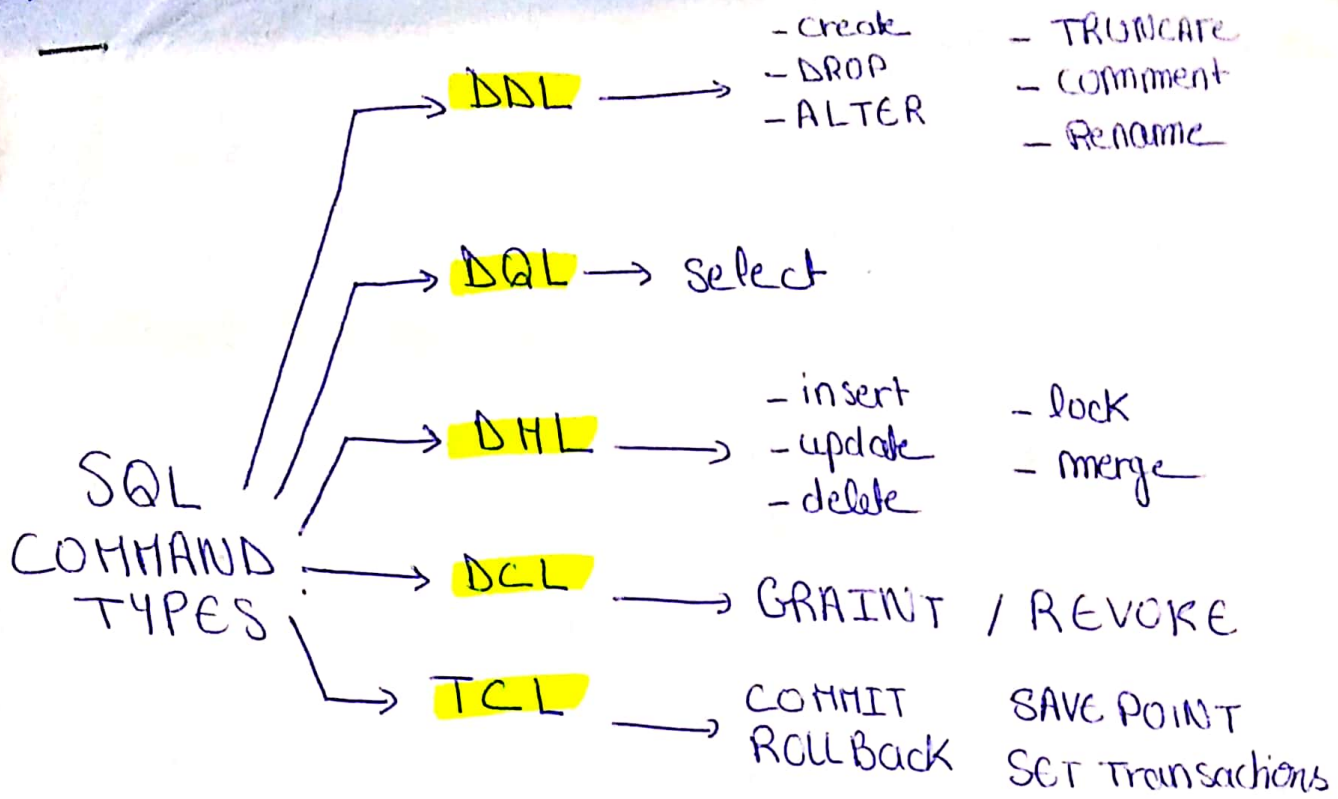 - Create
- DROP
- ALTER
- TRUNCATE
- Comment
- Rename
DDL
DQL
select
DML
- insert
- update
- delete
- lock
- merge
SQL
COMMAND
TYPES
DCL
GRAINT / REVOKE
TCL
COMMIT
ROLLBack
SAVE POINT
SET Transactions